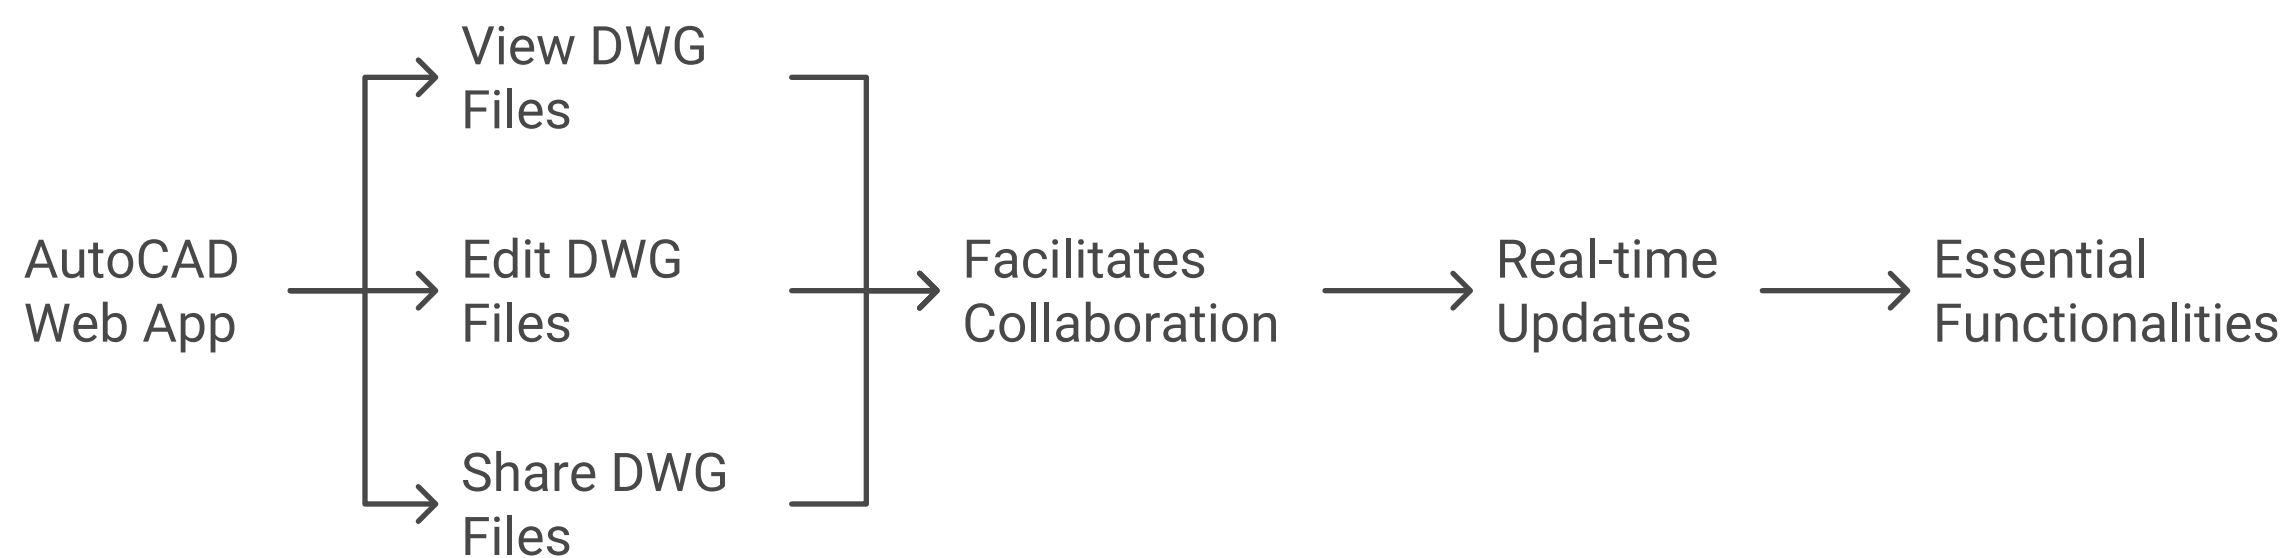 View DWG
Files
AutoCAD
Web App
Edit DWG
Files
Facilitates
Collaboration
Real-time
Updates
Essential
Functionalities
Share DWG
Files